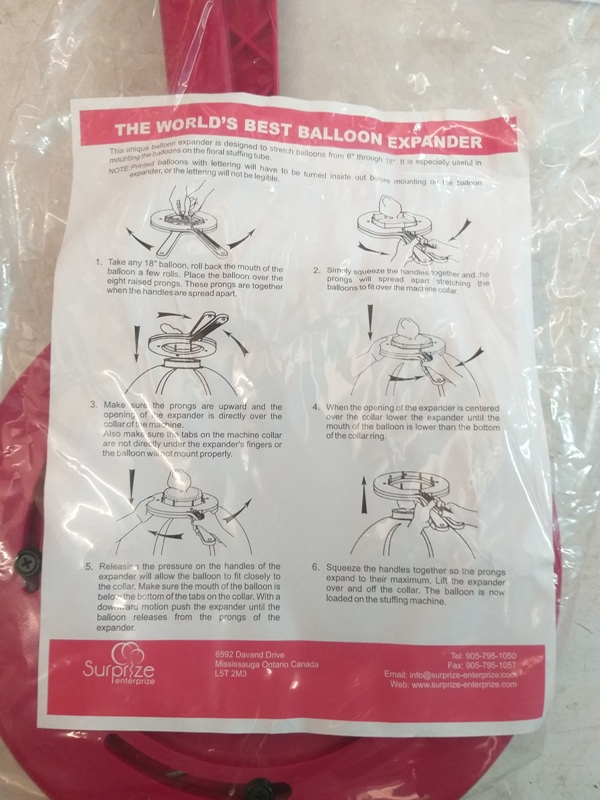 THE WORLD'S BEST BALLOON EXPANDER
This unique balloon expander is designed to stretch balloons from 6" through 18". It is especially useful in
mounting the balloons on the floral stuffing tube.
NOTE: Printed balloons with lettering will have to be turned inside out before mounting on the balloon
expander, or the lettering will not be legible.
1. Take any 18" balloon, roll back the mouth of the
balloon a few rolls. Place the balloon over the
eight raised prongs. These prongs are together
when the handles are spread apart.
2. Simply squeeze the handles together and the
prongs will spread apart stretching the
balloons to fit over the machine collar.
3. Make sure the prongs are upward and the
opening of the expander is directly over the
collar of the machine.
Also make sure the tabs on the machine collar
are not directly under the expander's fingers or
the balloon will not mount properly.
4. When the opening of the expander is centered
over the collar lower the expander until the
mouth of the balloon is lower than the bottom
of the collar ring.
5. Releasing the pressure on the handles of the
expander will allow the balloon to fit closely to
the collar. Make sure the mouth of the balloon is
below the bottom of the tabs on the collar. With a
downward motion push the expander until the
balloon releases from the prongs of the
expander.
6. Squeeze the handles together so the prongs
expand to their maximum. Lift the expander
over and off the collar. The balloon is now
loaded on the stuffing machine.
Surprize
enterprize
6592 Davand Drive
Mississauga Ontario Canada
L5T 2M3
Tel: 905-795-1050
Fax: 905-795-1057
Email: info@surprize-enterprize.com
Web: www.surprize-enterprize.com